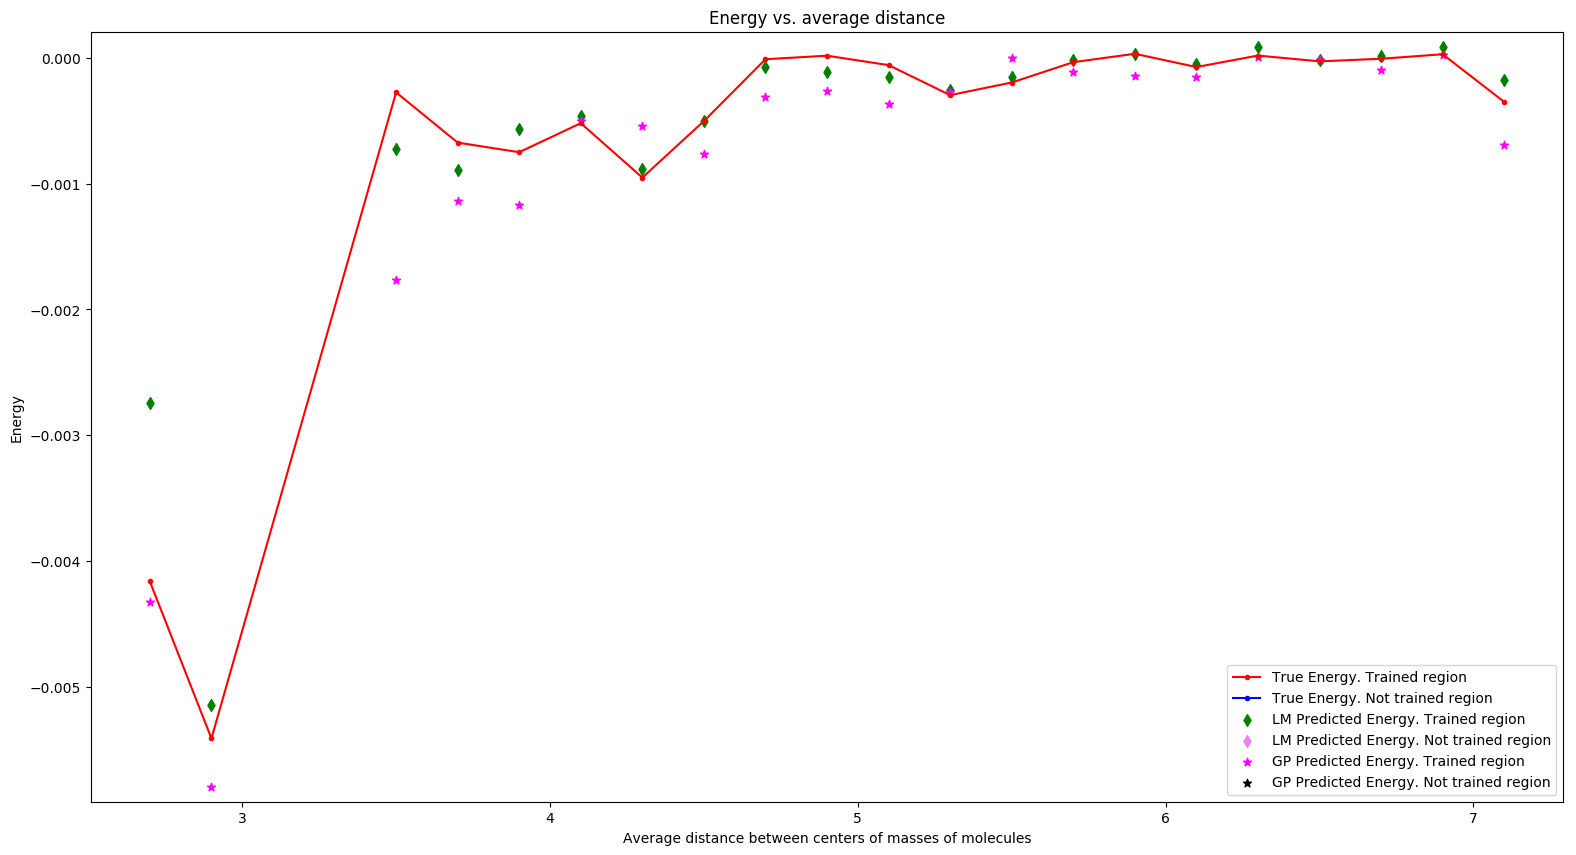 Energy vs. average distance
0.000
−0.001
−0.002
−0.003
−0.004
−0.005
Energy
3
4
5
6
7
Average distance between centers of masses of molecules
True Energy. Trained region
True Energy. Not trained region
LM Predicted Energy. Trained region
LM Predicted Energy. Not trained region
GP Predicted Energy. Trained region
GP Predicted Energy. Not trained region